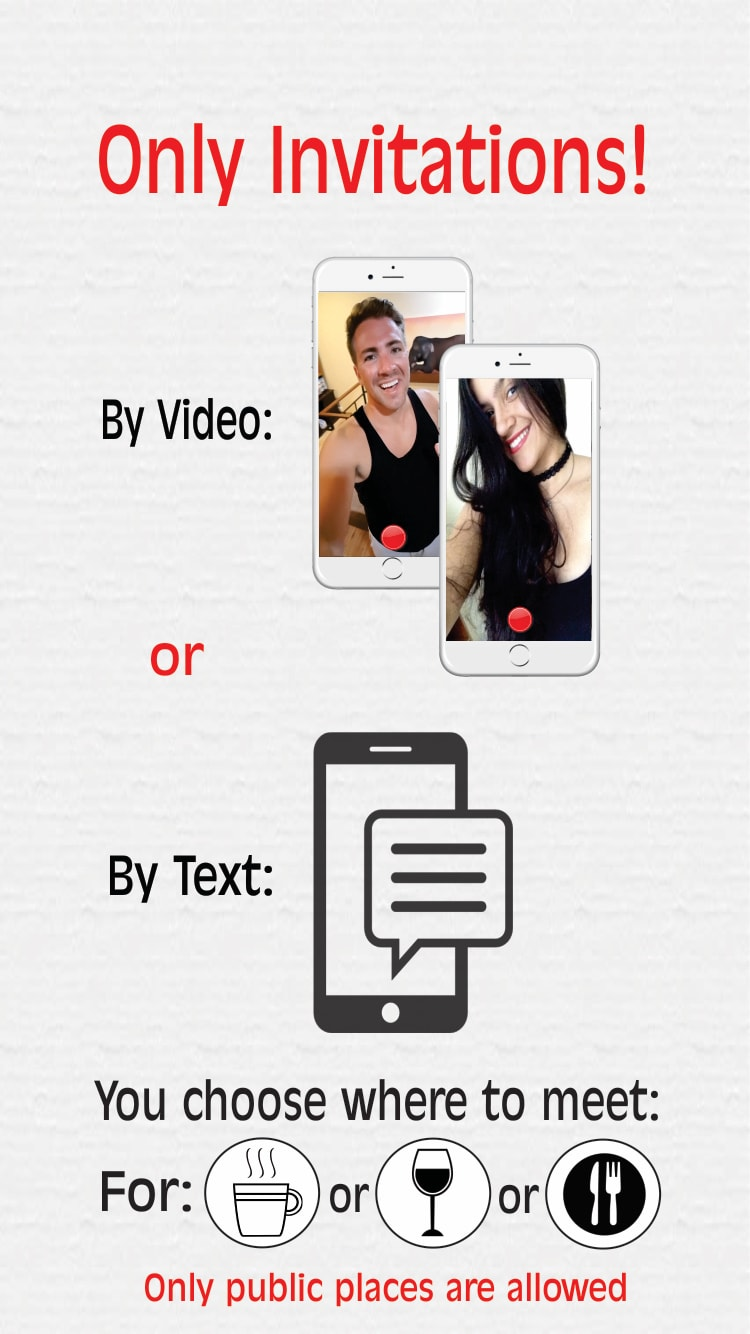 Only Invitations!
By Video:
or
By Text:
You choose where to meet:
For: or or
Only public places are allowed